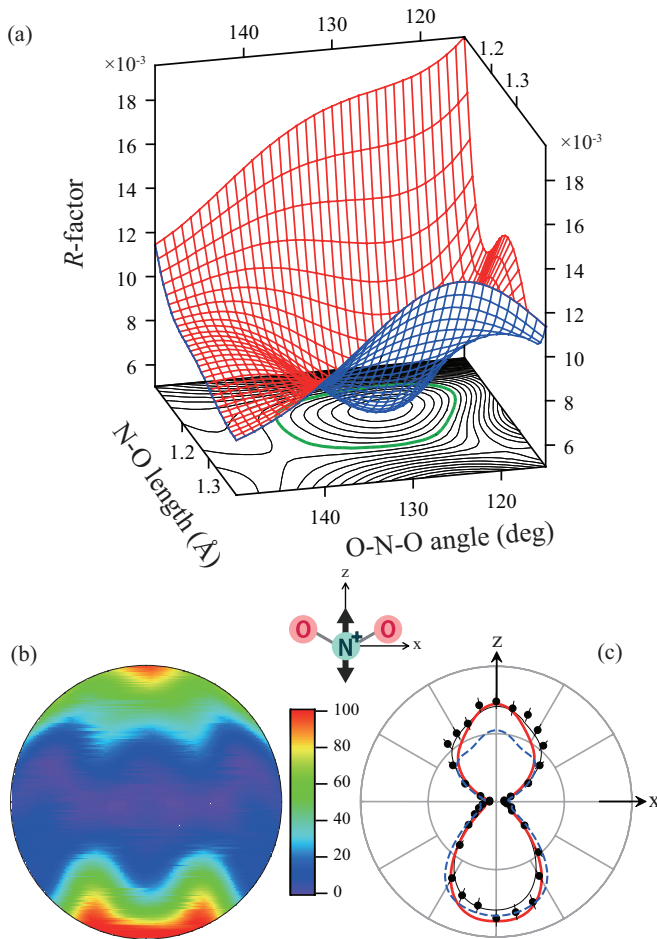 (a)
140
130
120
1.2
1.3
×10⁻³
18
16
14
12
10
8
6
R-factor
×10⁻³
18
16
14
12
10
8
6
1.2
1.3
N-O length (Å)
140
130
120
O-N-O angle (deg)
(b)
z
O
N
+
O
x
100
80
60
40
20
0
(c)
z
x